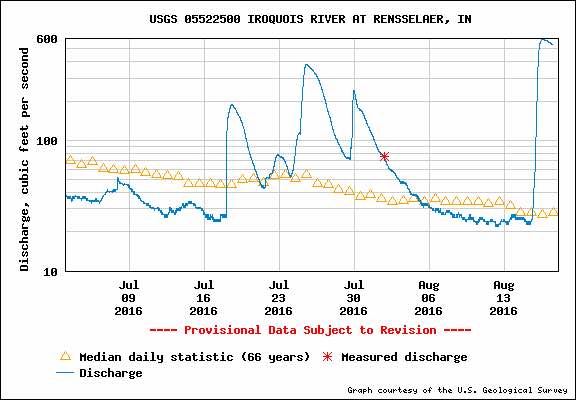 USGS 05522500 IROQUOIS RIVER AT RENSSELAER, IN
Discharge, cubic feet per second
600
100
10
Jul 09 2016
Jul 16 2016
Jul 23 2016
Jul 30 2016
Aug 06 2016
Aug 13 2016
---- Provisional Data Subject to Revision ----
Median daily statistic (66 years)
Measured discharge
Discharge
Graph courtesy of the U.S. Geological Survey